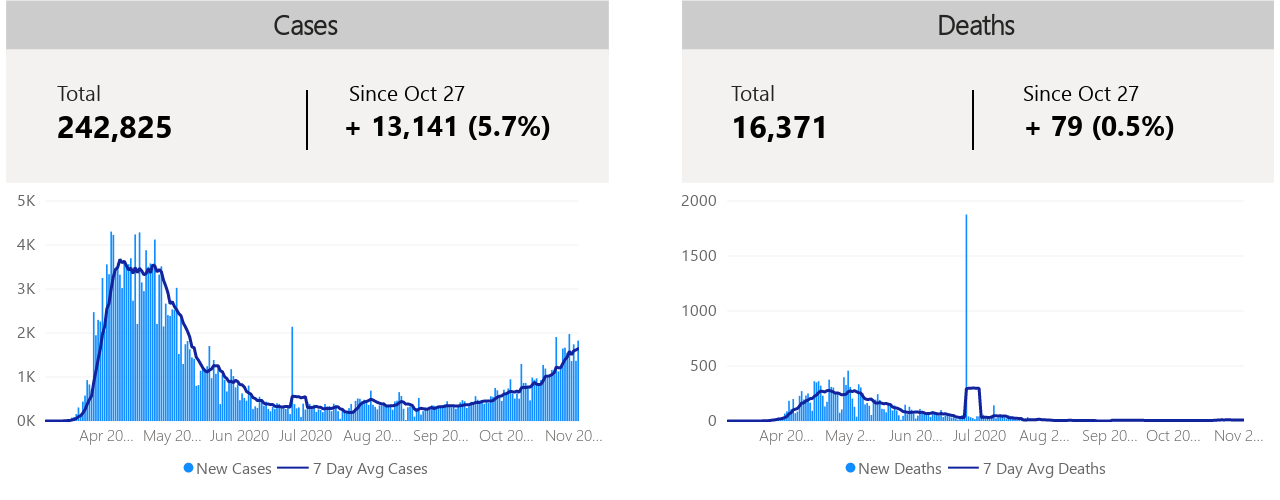 Cases
Total
242,825
Since Oct 27
+ 13,141 (5.7%)
5K
4K
3K
2K
1K
0K
Apr 20... May 20... Jun 2020 Jul 2020 Aug 20... Sep 20... Oct 20... Nov 20...
New Cases 7 Day Avg Cases
Deaths
Total
16,371
Since Oct 27
+ 79 (0.5%)
2000
1500
1000
500
0
Apr 20... May 2... Jun 20... Jul 2020 Aug 2... Sep 20... Oct 20... Nov 2...
New Deaths 7 Day Avg Deaths